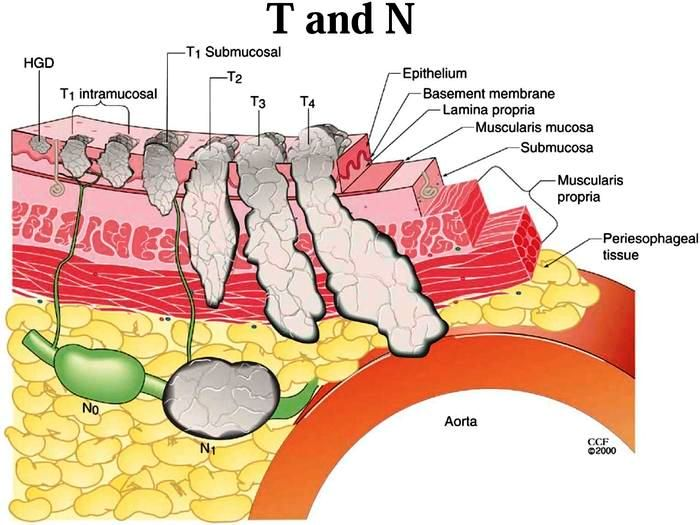 T and N
HGD
T1 intramucosal
T1 Submucosal
T2
T3
T4
Epithelium
Basement membrane
Lamina propria
Muscularis mucosa
Submucosa
Muscularis
propria
Periesophageal
tissue
N0
N1
Aorta
CCF
©2000